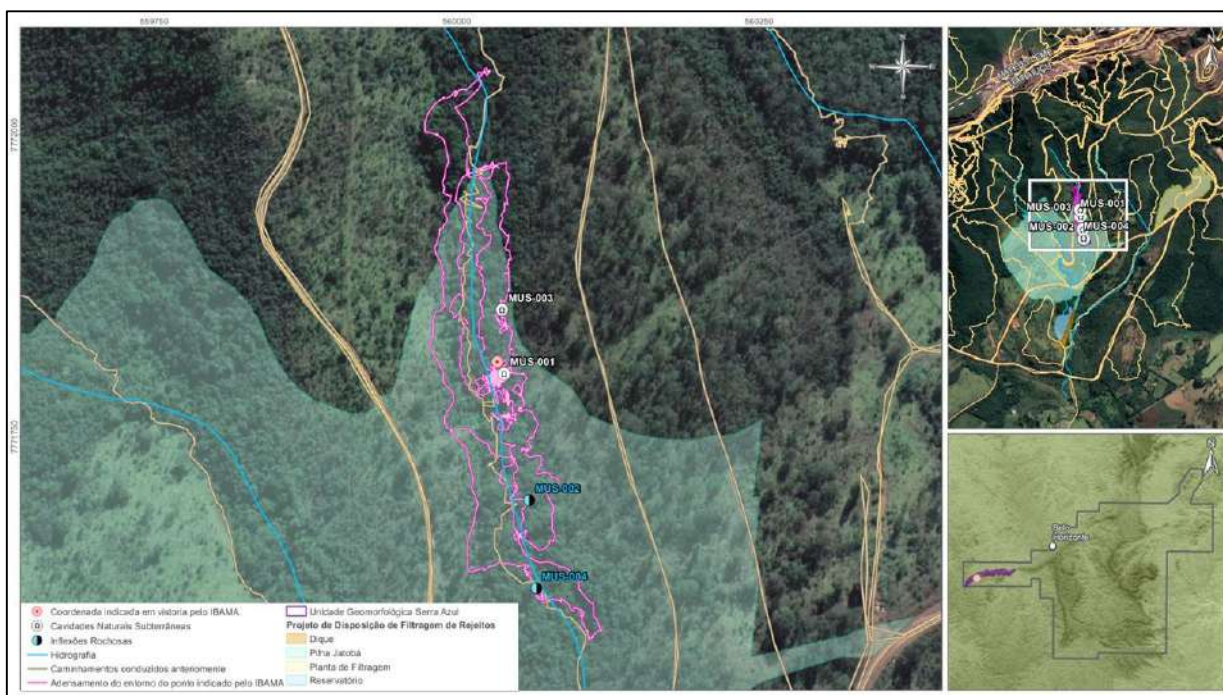 559750
560000
560250
7772000
7771750
MUS-003
MUS-001
MUS-002
MUS-004
Coordenada indicada em vistoria pelo IBAMA
Cavidades Naturais Subterrâneas
Inflexões Rochosas
Hidrografia
Caminhamentos conduzidos anteriormente
Adensamento do entorno do ponto indicado pelo IBAMA
Unidade Geomorfológica Serra Azul
Projeto de Disposição de Filtragem de Rejeitos
Dique
Pilha Jatobá
Planta de Filtragem
Reservatório
N
MUS-003
MUS-001
MUS-002
MUS-004
N
Belo
Horizonte